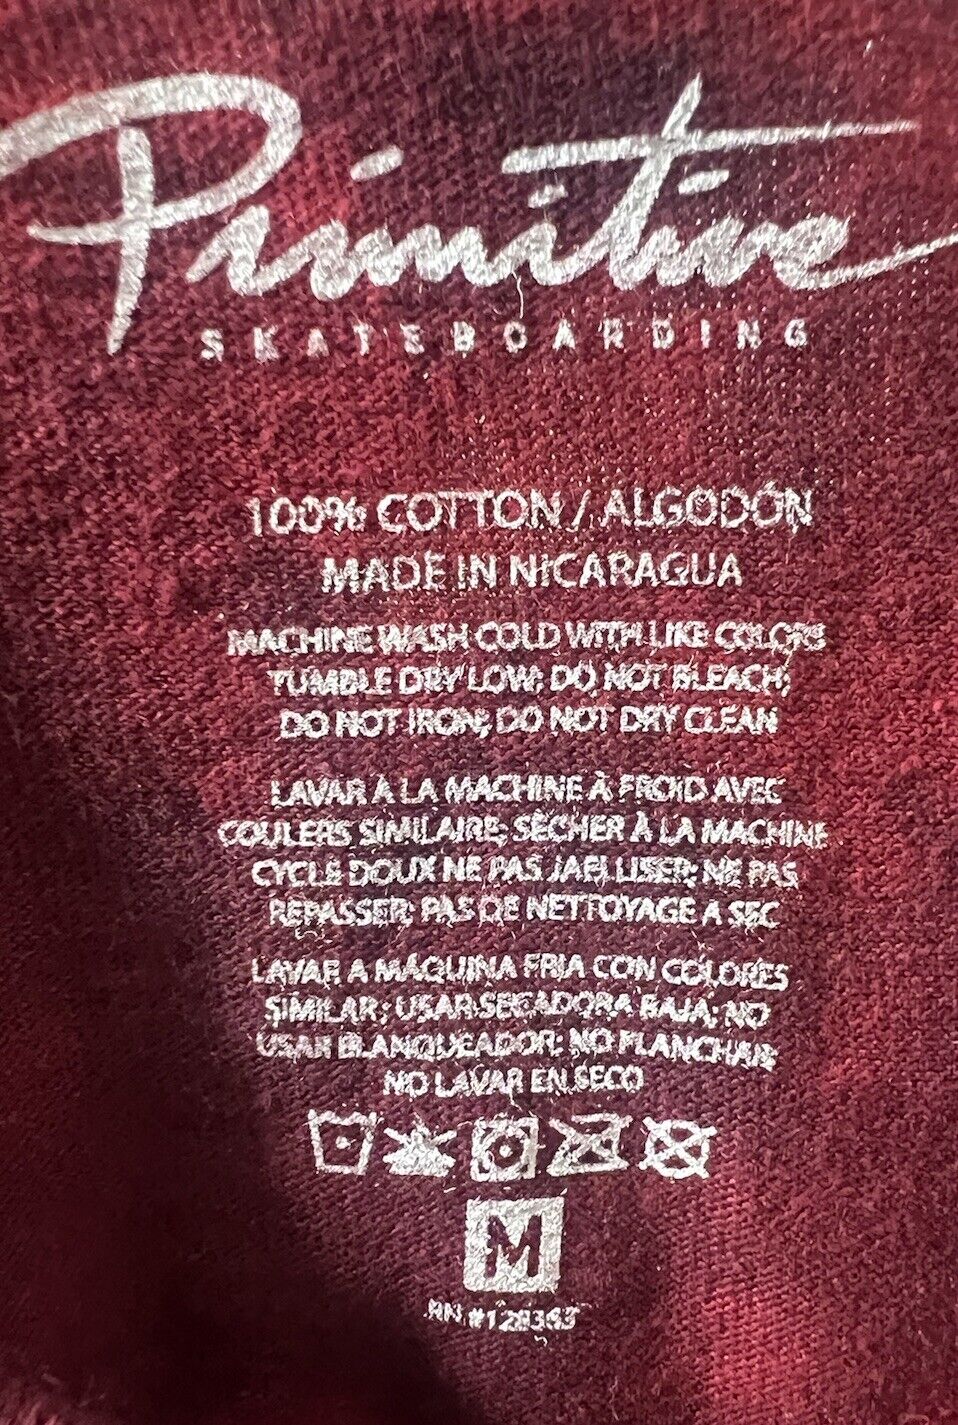 Primitive
SKATEBOARDING
100% COTTON / ALGODÓN
MADE IN NICARAGUA
MACHINE WASH COLD WITH LIKE COLORS
TUMBLE DRY LOW; DO NOT BLEACH;
DO NOT IRON; DO NOT DRY CLEAN
LAVAR À LA MACHINE À FROID AVEC
COULERS SIMILAIRE; SÉCHER À LA MACHINE
CYCLE DOUX NE PAS JAELLISER; NE PAS
REPASSER; PAS DE NETTOYAGE A SEC
LAVAR A MÁQUINA FRIA CON COLORES
SIMILAR; USAR SECADORA BAJA; NO
USAR BLANQUEADOR; NO PLANCHAR;
NO LAVAR EN SECO
M
RN #128363